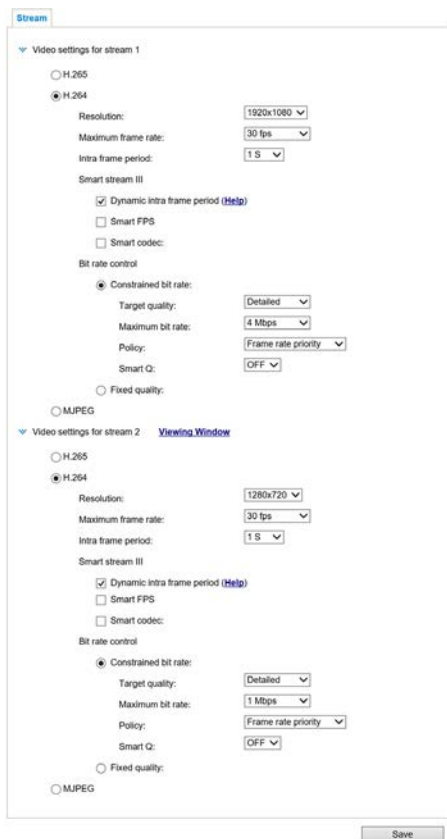 Stream
Video settings for stream 1
H.265
H.264
Resolution: 1920x1080
Maximum frame rate: 30 fps
Intra frame period: 1 S
Smart stream III
Dynamic intra frame period (Help)
Smart FPS
Smart codec:
Bit rate control
Constrained bit rate:
Target quality: Detailed
Maximum bit rate: 4 Mbps
Policy: Frame rate priority
Smart Q: OFF
Fixed quality:
MJPEG
Video settings for stream 2 Viewing Window
H.265
H.264
Resolution: 1280x720
Maximum frame rate: 30 fps
Intra frame period: 1 S
Smart stream III
Dynamic intra frame period (Help)
Smart FPS
Smart codec:
Bit rate control
Constrained bit rate:
Target quality: Detailed
Maximum bit rate: 1 Mbps
Policy: Frame rate priority
Smart Q: OFF
Fixed quality:
MJPEG
Save